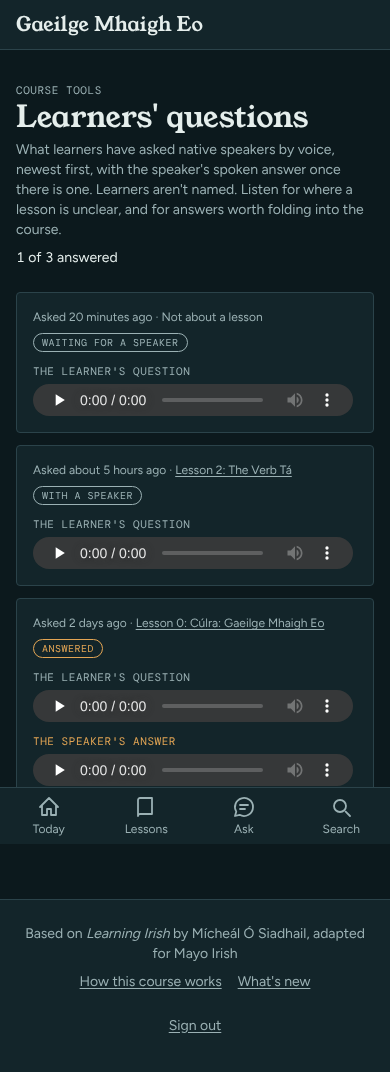 Gaeilge Mhaigh Eo
COURSE TOOLS
Learners' questions
What learners have asked native speakers by voice,
newest first, with the speaker's spoken answer once
there is one. Learners aren't named. Listen for where a
lesson is unclear, and for answers worth folding into the
course.
1 of 3 answered
Asked 20 minutes ago · Not about a lesson
WAITING FOR A SPEAKER
THE LEARNER'S QUESTION
0:00 / 0:00
Asked about 5 hours ago · Lesson 2: The Verb Tá
WITH A SPEAKER
THE LEARNER'S QUESTION
0:00 / 0:00
Asked 2 days ago · Lesson 0: Cúlra: Gaeilge Mhaigh Eo
ANSWERED
THE LEARNER'S QUESTION
0:00 / 0:00
THE SPEAKER'S ANSWER
0:00 / 0:00
Today Lessons Ask Search
Based on Learning Irish by Mícheál Ó Siadhail, adapted
for Mayo Irish
How this course works What's new
Sign out